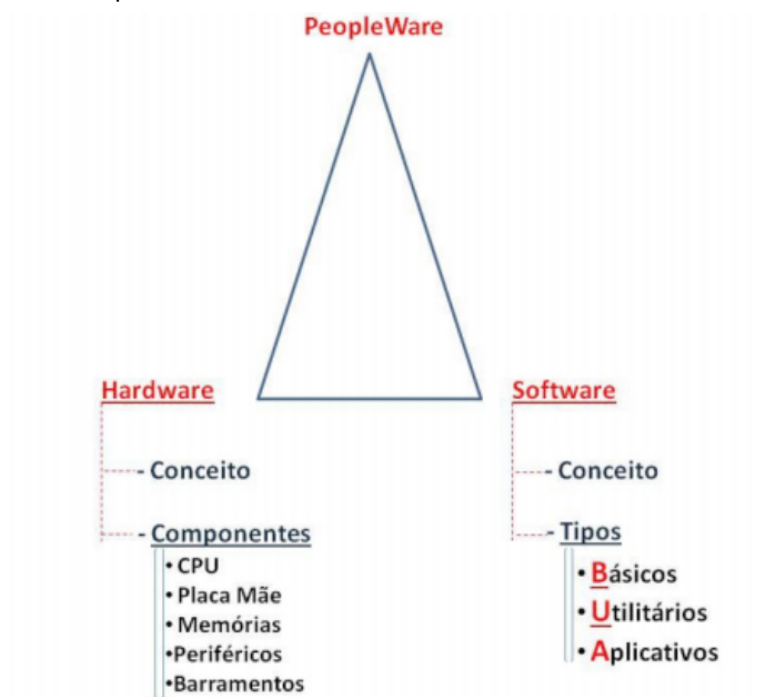 PeopleWare
Hardware
- Conceito
- Componentes
• CPU
• Placa Mãe
• Memórias
•Periféricos
•Barramentos
Software
- Conceito
- Tipos
• Básicos
• Utilitários
• Aplicativos